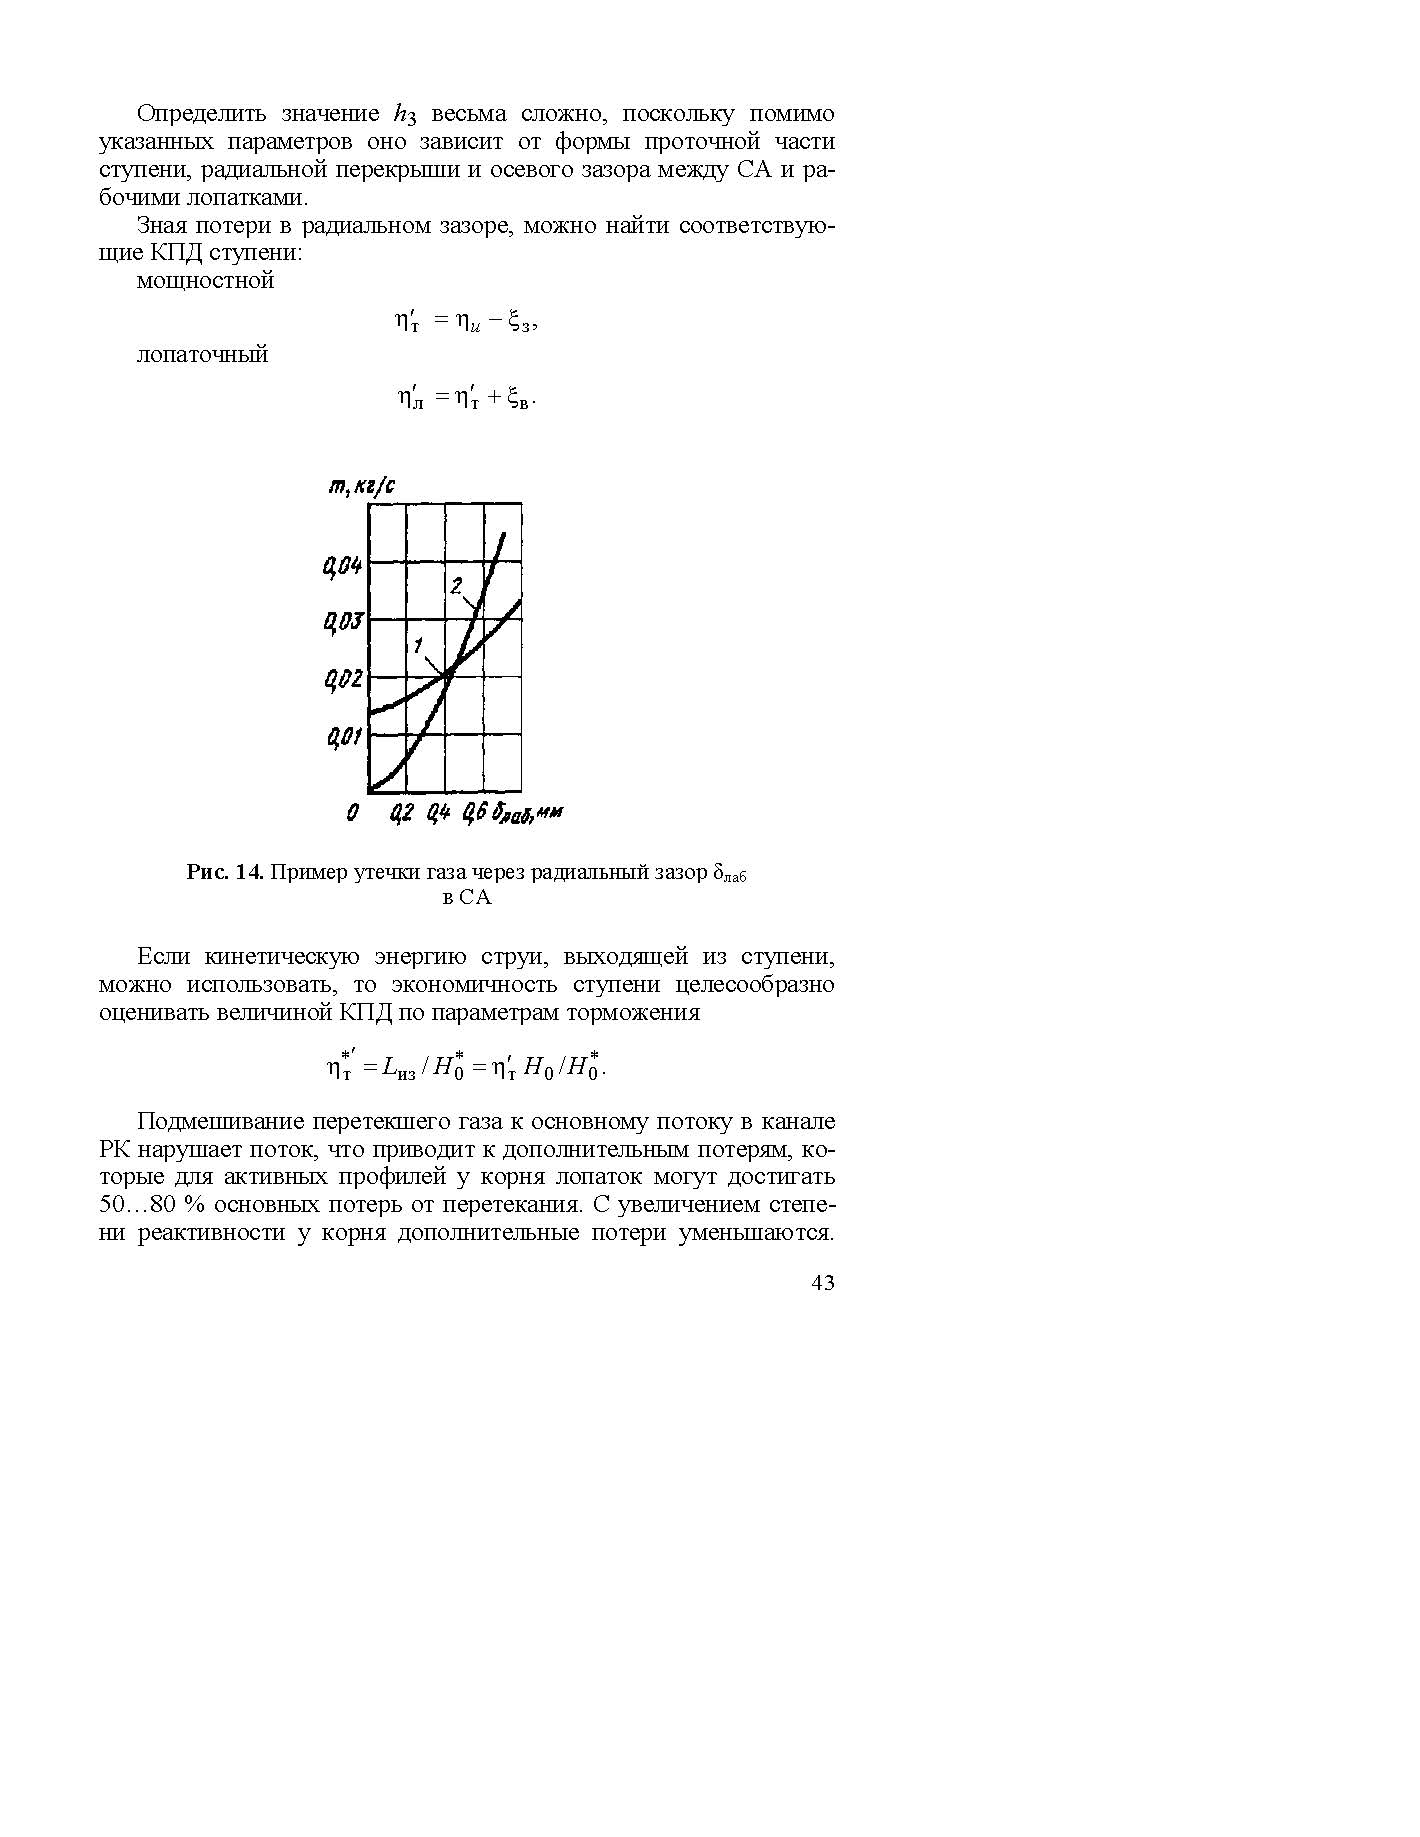 Определить значение h₃ весьма сложно, поскольку помимо
указанных параметров оно зависит от формы проточной части
ступени, радиальной перекрыши и осевого зазора между СА и ра-
бочими лопатками.
Зная потери в радиальном зазоре, можно найти соответствую-
щие КПД ступени:
мощностной
η′т = ηu − ξз,
лопаточный
η′л = η′т + ξв.
m, кг/с
0,04
2
0,03
1
0,02
0,01
0 0,2 0,4 0,6 δлаб, мм
Рис. 14. Пример утечки газа через радиальный зазор δлаб
в СА
Если кинетическую энергию струи, выходящей из ступени,
можно использовать, то экономичность ступени целесообразно
оценивать величиной КПД по параметрам торможения
η*′т = Lиз / H*0 = η′т H0 /H*0.
Подмешивание перетекшего газа к основному потоку в канале
РК нарушает поток, что приводит к дополнительным потерям, ко-
торые для активных профилей у корня лопаток могут достигать
50…80 % основных потерь от перетекания. С увеличением степе-
ни реактивности у корня дополнительные потери уменьшаются.
43